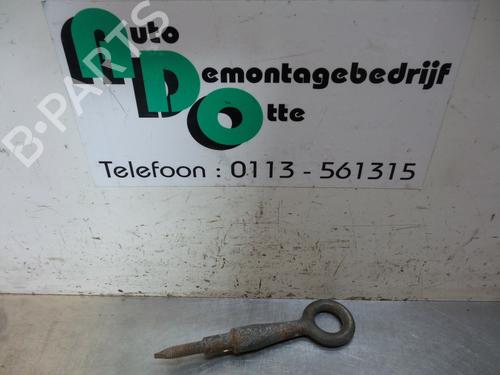 Auto
Demontagebedrijf
Otte
Telefoon : 0113 - 561315
B-PARTS